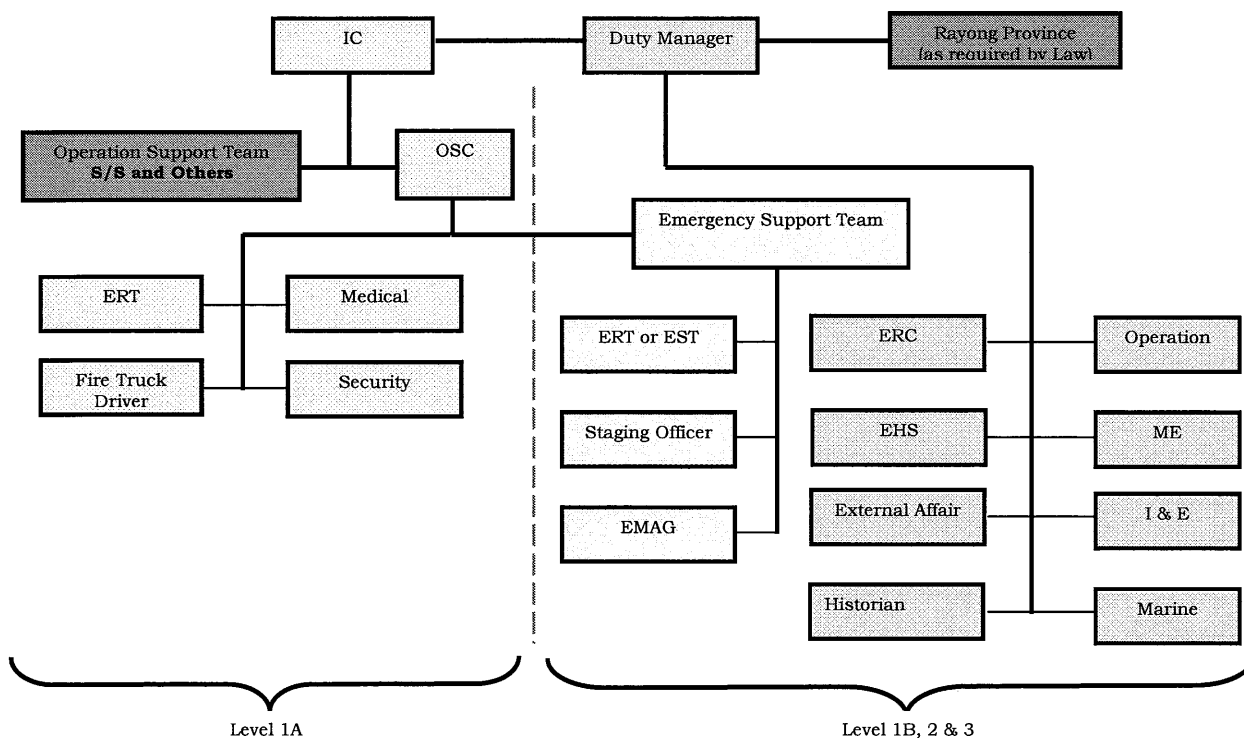 IC
Duty Manager
Rayong Province
(as required by Law)
Operation Support Team
S/S and Others
OSC
Emergency Support Team
ERT
Medical
Fire Truck
Driver
Security
ERT or EST
Staging Officer
EMAG
ERC
Operation
EHS
ME
External Affair
I & E
Historian
Marine
Level 1A
Level 1B, 2 & 3